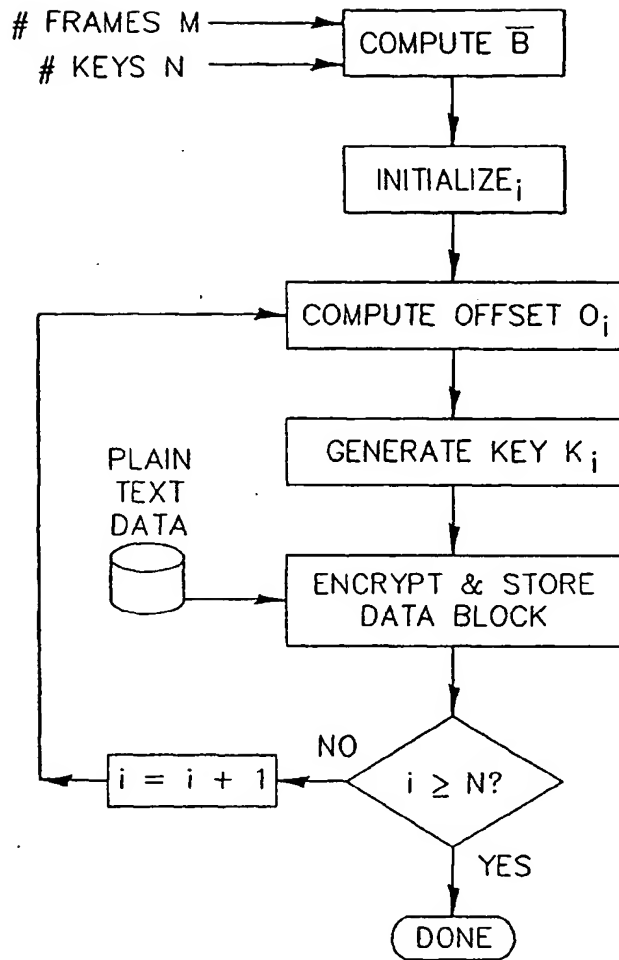 # FRAMES M
# KEYS N
COMPUTE B̅
INITIALIZEᵢ
COMPUTE OFFSET Oᵢ
GENERATE KEY Kᵢ
PLAIN
TEXT
DATA
ENCRYPT & STORE
DATA BLOCK
NO
i = i + 1
i ≥ N?
YES
DONE